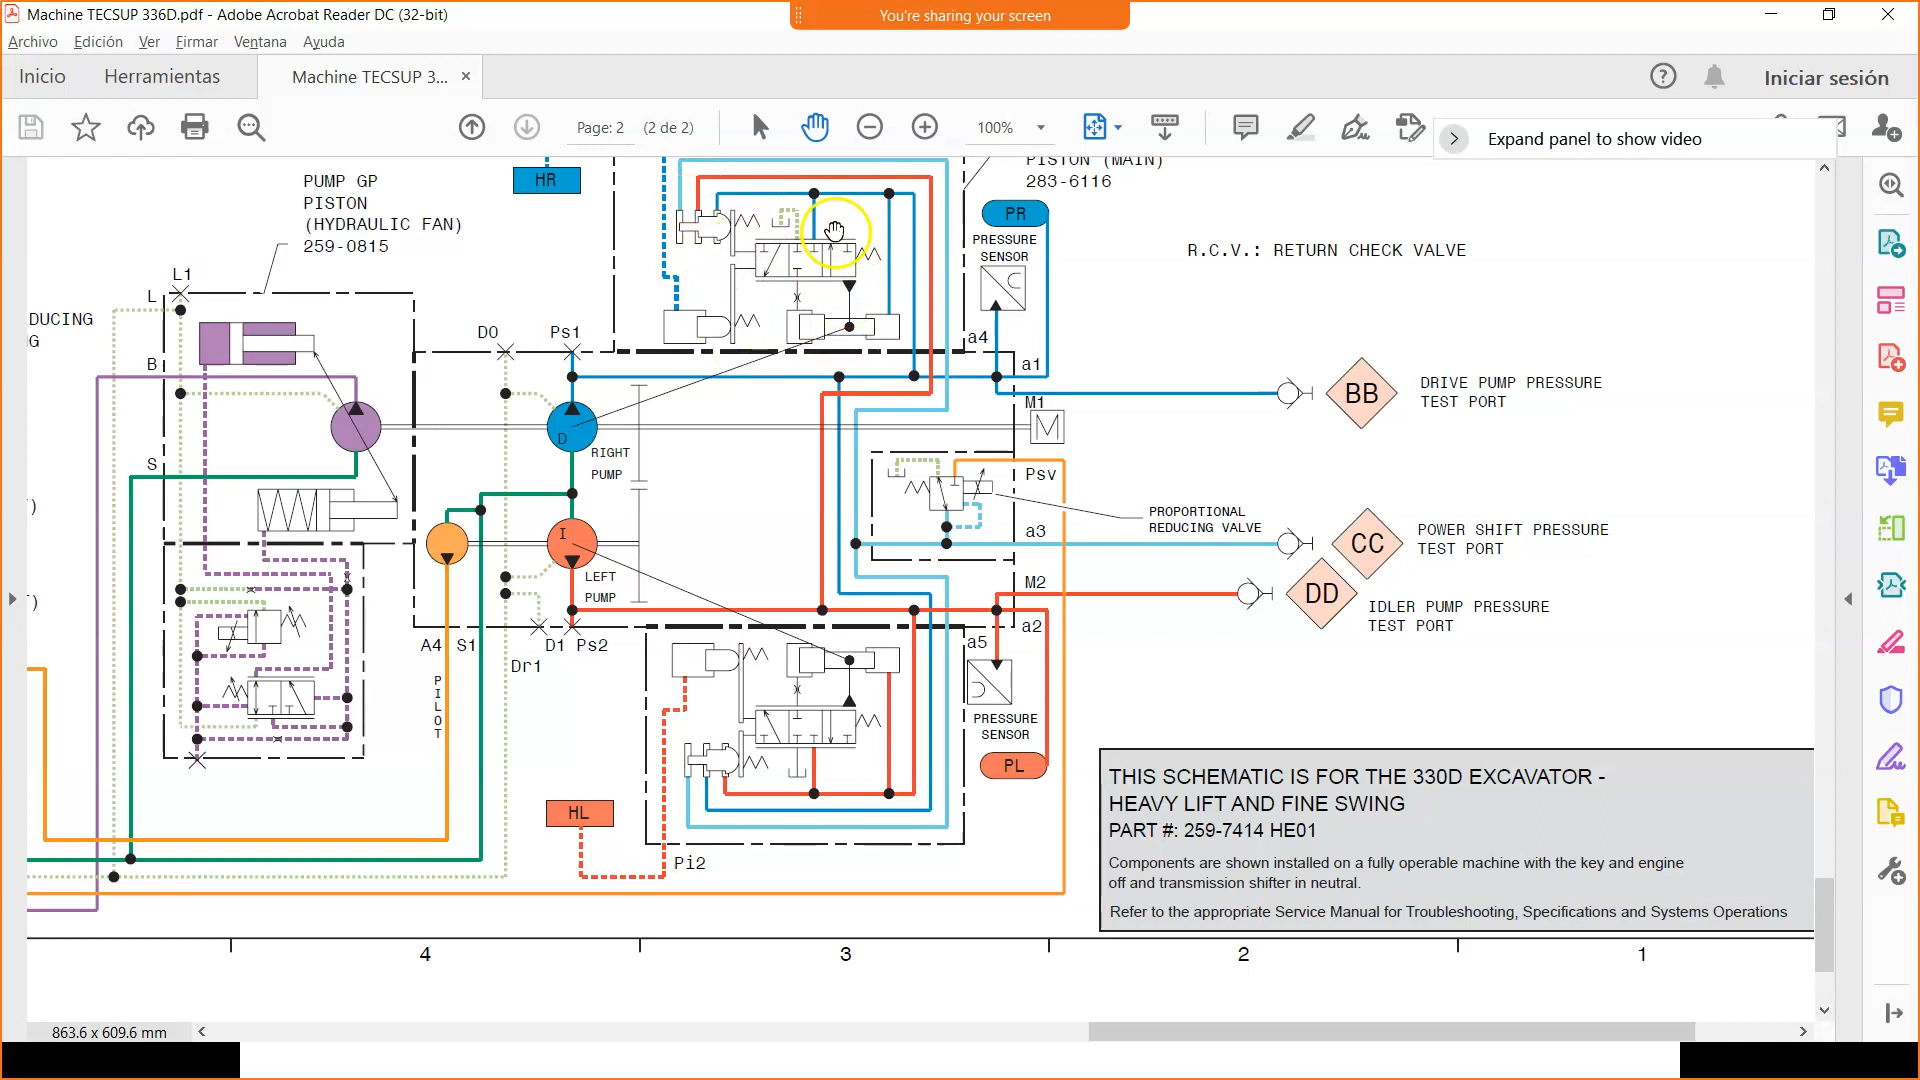 Machine TECSUP 336D.pdf - Adobe Acrobat Reader DC (32-bit)
You're sharing your screen
Archivo Edición Ver Firmar Ventana Ayuda
Inicio Herramientas Machine TECSUP 3... × Iniciar sesión
Page: 2 (2 de 2) 100%
Expand panel to show video
PUMP GP
PISTON
(HYDRAULIC FAN)
259-0815
HR
PISTON (MAIN)
283-6116
PR
PRESSURE
SENSOR
R.C.V.: RETURN CHECK VALVE
L1
L
DUCING
G
B
S
D0
Ps1
a4
a1
BB
DRIVE PUMP PRESSURE
TEST PORT
M1
M
D
RIGHT
PUMP
Psv
PROPORTIONAL
REDUCING VALVE
a3
CC
POWER SHIFT PRESSURE
TEST PORT
I
LEFT
PUMP
M2
DD
IDLER PUMP PRESSURE
TEST PORT
a2
A4 S1
D1 Ps2
Dr1
a5
PILOT
PRESSURE
SENSOR
PL
HL
Pi2
THIS SCHEMATIC IS FOR THE 330D EXCAVATOR -
HEAVY LIFT AND FINE SWING
PART #: 259-7414 HE01
Components are shown installed on a fully operable machine with the key and engine
off and transmission shifter in neutral.
Refer to the appropriate Service Manual for Troubleshooting, Specifications and Systems Operations
4 3 2 1
863.6 x 609.6 mm